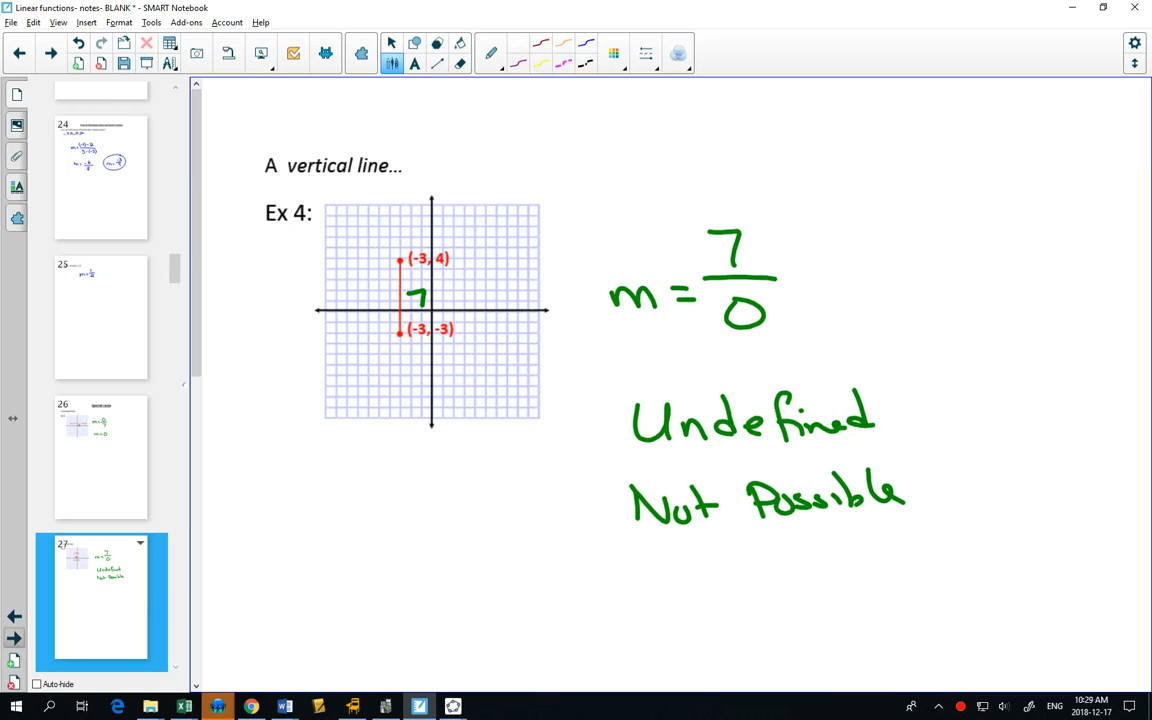 Linear functions- notes- BLANK * - SMART Notebook
File Edit View Insert Format Tools Add-ons Account Help
24
25
26
27
A vertical line...
Ex 4:
(-3, 4)
7
(-3, -3)
m = 7/0
Undefined
Not Possible
Auto-hide
ENG
10:29 AM
2018-12-17